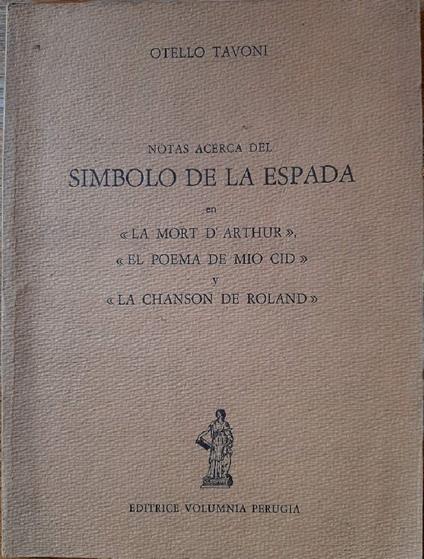 OTELLO TAVONI
NOTAS ACERCA DEL
SIMBOLO DE LA ESPADA
en
« LA MORT D' ARTHUR »,
« EL POEMA DE MIO CID »
y
« LA CHANSON DE ROLAND »
EDITRICE VOLUMNIA PERUGIA